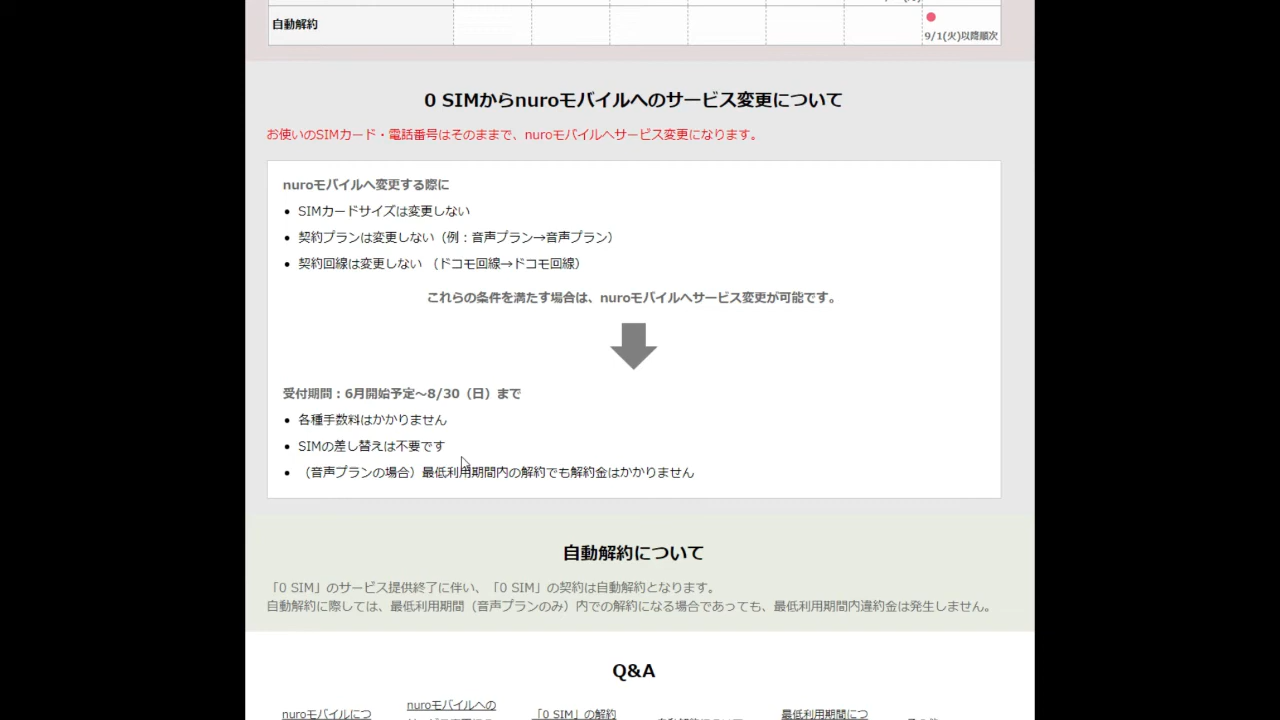 自動解約
9/1(火)以降順次
0 SIMからnuroモバイルへのサービス変更について
お使いのSIMカード・電話番号はそのままで、nuroモバイルへサービス変更になります。
nuroモバイルへ変更する際に
• SIMカードサイズは変更しない
• 契約プランは変更しない（例：音声プラン→音声プラン）
• 契約回線は変更しない （ドコモ回線→ドコモ回線）
これらの条件を満たす場合は、nuroモバイルへサービス変更が可能です。
受付期間：6月開始予定～8/30（日）まで
• 各種手数料はかかりません
• SIMの差し替えは不要です
• （音声プランの場合）最低利用期間内の解約でも解約金はかかりません
自動解約について
「0 SIM」のサービス提供終了に伴い、「0 SIM」の契約は自動解約となります。
自動解約に際しては、最低利用期間（音声プランのみ）内での解約になる場合であっても、最低利用期間内違約金は発生しません。
Q&A
nuroモバイルにつ
nuroモバイルへの
「0 SIM」の解約
最低利用期間につ